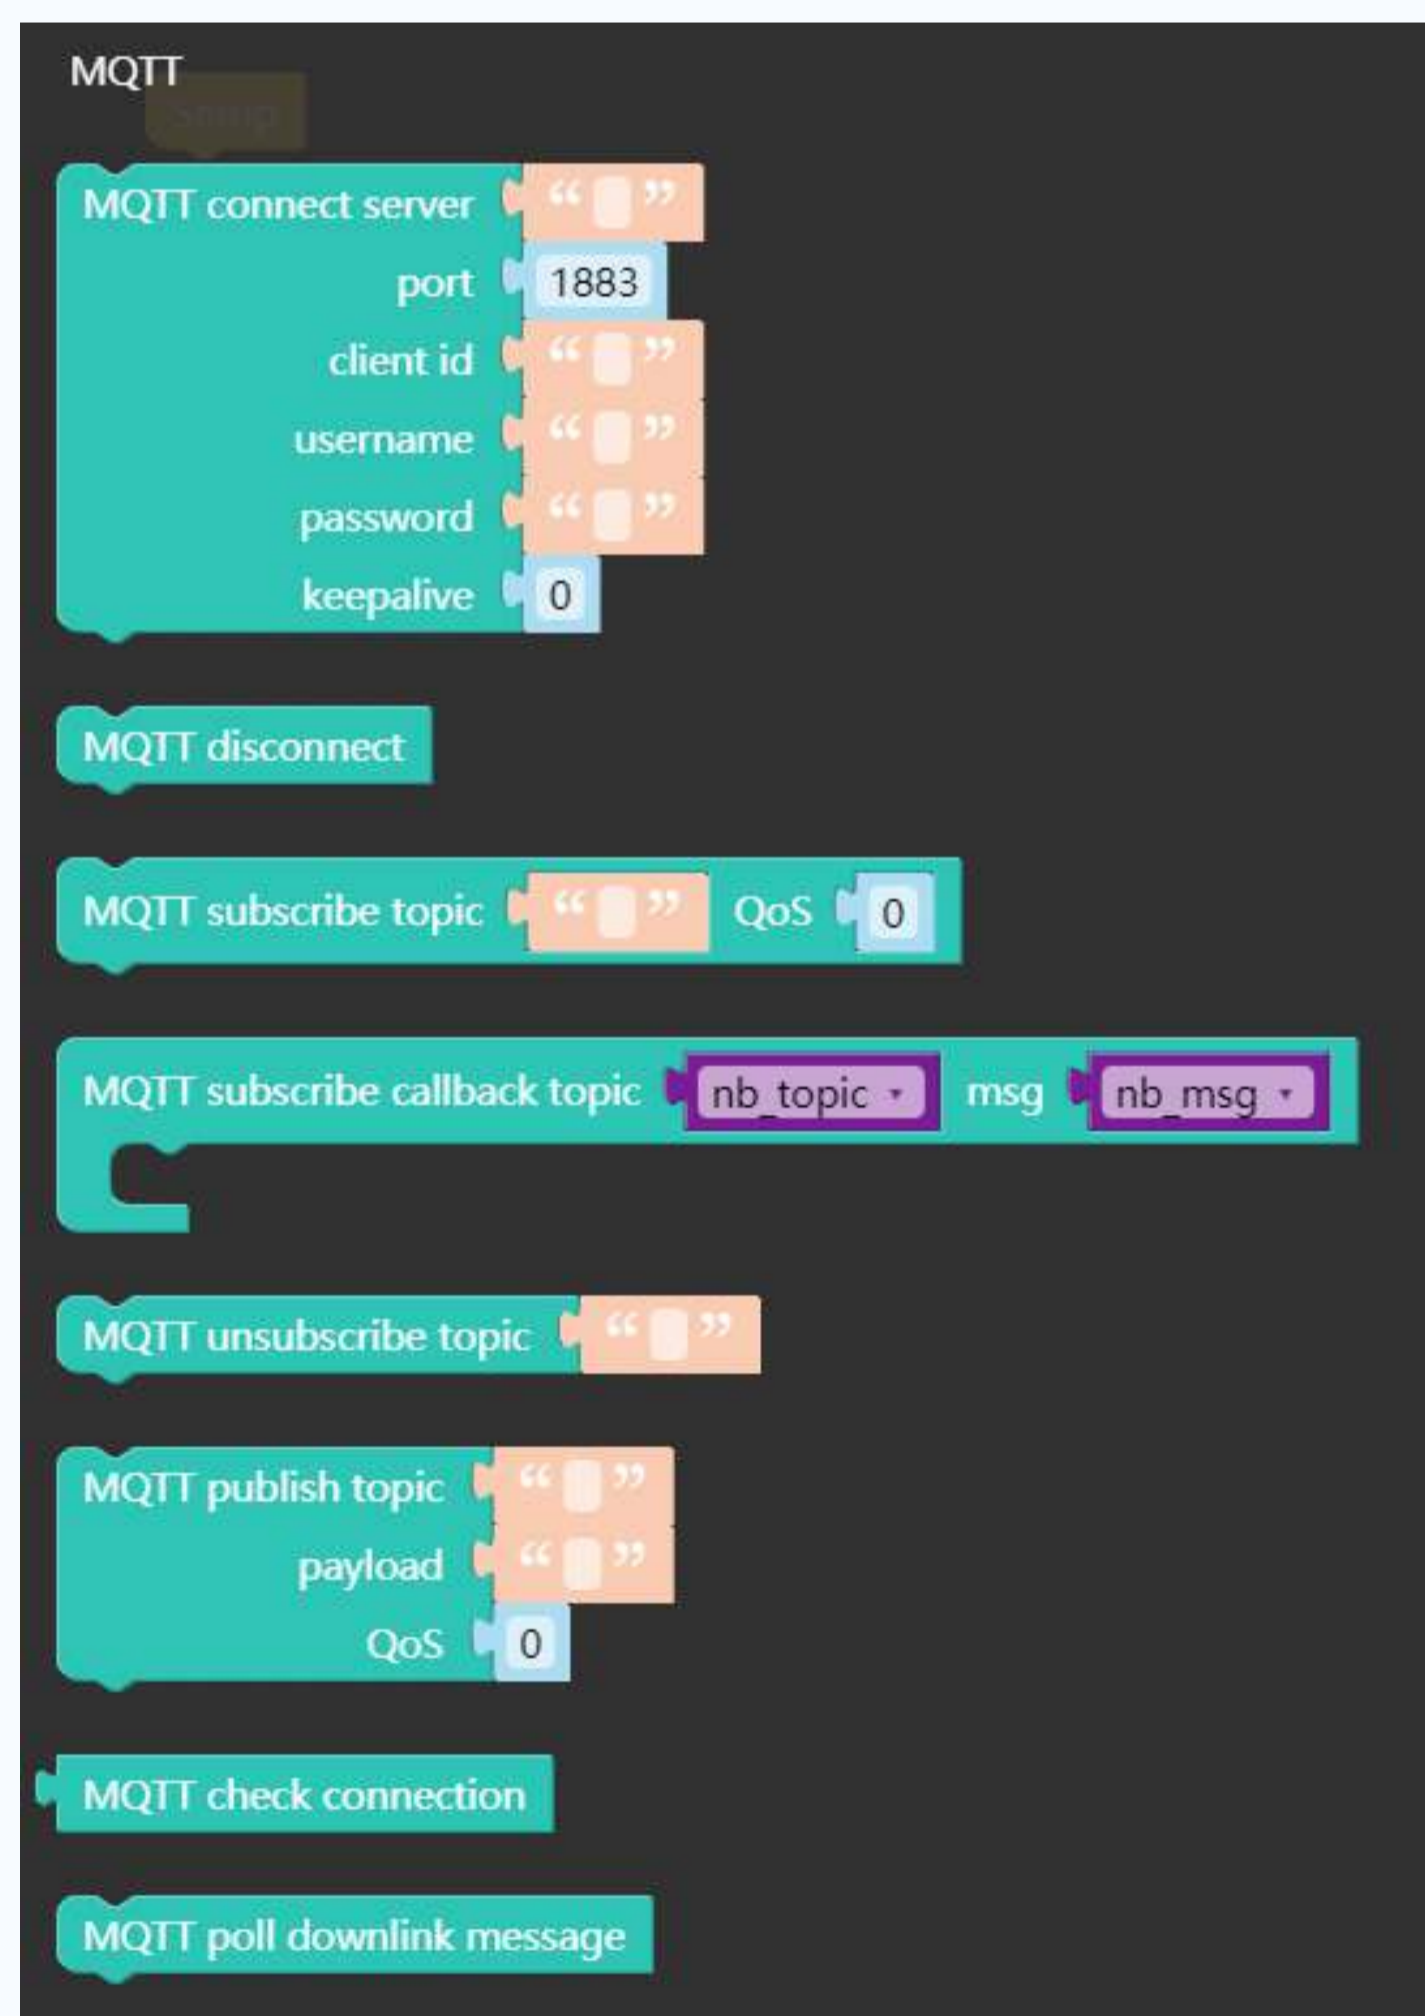 MQTT
Setup
MQTT connect server “ ”
port 1883
client id “ ”
username “ ”
password “ ”
keepalive 0
MQTT disconnect
MQTT subscribe topic “ ” QoS 0
MQTT subscribe callback topic nb_topic msg nb_msg
MQTT unsubscribe topic “ ”
MQTT publish topic “ ”
payload “ ”
QoS 0
MQTT check connection
MQTT poll downlink message